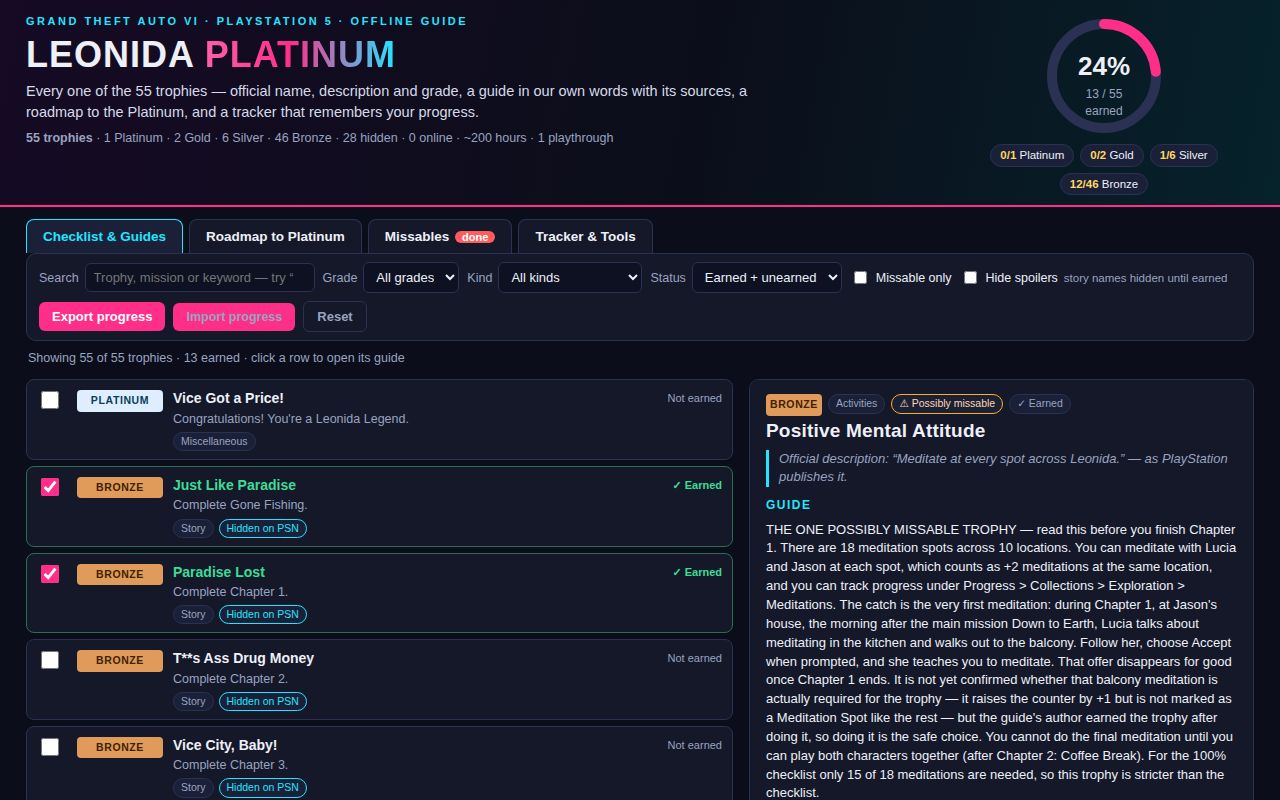 GRAND THEFT AUTO VI · PLAYSTATION 5 · OFFLINE GUIDE
LEONIDA PLATINUM
Every one of the 55 trophies — official name, description and grade, a guide in our own words with its sources, a
roadmap to the Platinum, and a tracker that remembers your progress.
55 trophies · 1 Platinum · 2 Gold · 6 Silver · 46 Bronze · 28 hidden · 0 online · ~200 hours · 1 playthrough
24%
13 / 55
earned
0/1 Platinum
0/2 Gold
1/6 Silver
12/46 Bronze
Checklist & Guides
Roadmap to Platinum
Missables done
Tracker & Tools
Search
Trophy, mission or keyword — try “
Grade
All grades
Kind
All kinds
Status
Earned + unearned
Missable only
Hide spoilers
story names hidden until earned
Export progress
Import progress
Reset
Showing 55 of 55 trophies · 13 earned · click a row to open its guide
PLATINUM
Vice Got a Price!
Not earned
Congratulations! You're a Leonida Legend.
Miscellaneous
BRONZE
Just Like Paradise
✓ Earned
Complete Gone Fishing.
Story
Hidden on PSN
BRONZE
Paradise Lost
✓ Earned
Complete Chapter 1.
Story
Hidden on PSN
BRONZE
T**s Ass Drug Money
Not earned
Complete Chapter 2.
Story
Hidden on PSN
BRONZE
Vice City, Baby!
Not earned
Complete Chapter 3.
Story
Hidden on PSN
BRONZE
Activities
⚠ Possibly missable
✓ Earned
Positive Mental Attitude
Official description: “Meditate at every spot across Leonida.” — as PlayStation
publishes it.
GUIDE
THE ONE POSSIBLY MISSABLE TROPHY — read this before you finish Chapter
1. There are 18 meditation spots across 10 locations. You can meditate with Lucia
and Jason at each spot, which counts as +2 meditations at the same location,
and you can track progress under Progress > Collections > Exploration >
Meditations. The catch is the very first meditation: during Chapter 1, at Jason's
house, the morning after the main mission Down to Earth, Lucia talks about
meditating in the kitchen and walks out to the balcony. Follow her, choose Accept
when prompted, and she teaches you to meditate. That offer disappears for good
once Chapter 1 ends. It is not yet confirmed whether that balcony meditation is
actually required for the trophy — it raises the counter by +1 but is not marked as
a Meditation Spot like the rest — but the guide's author earned the trophy after
doing it, so doing it is the safe choice. You cannot do the final meditation until you
can play both characters together (after Chapter 2: Coffee Break). For the 100%
checklist only 15 of 18 meditations are needed, so this trophy is stricter than the
checklist.